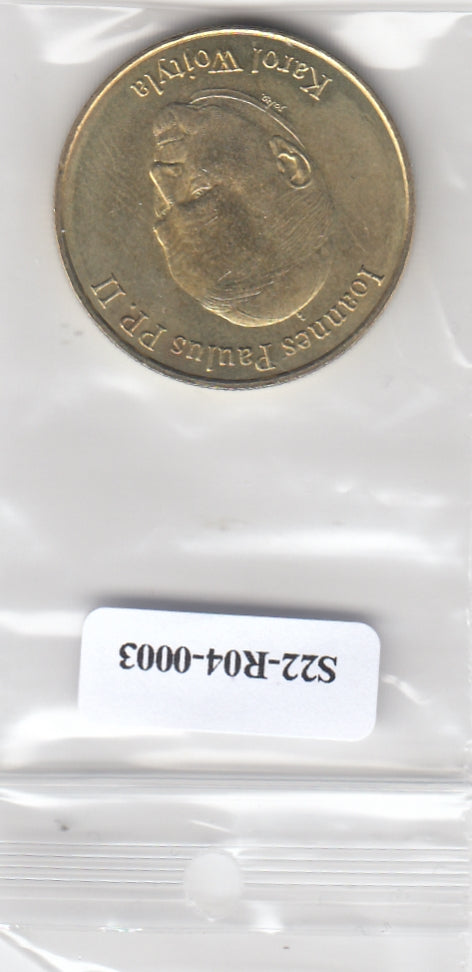 S22-R04-0003
Ioannes Paulus PP. II
Karol Wojtyla